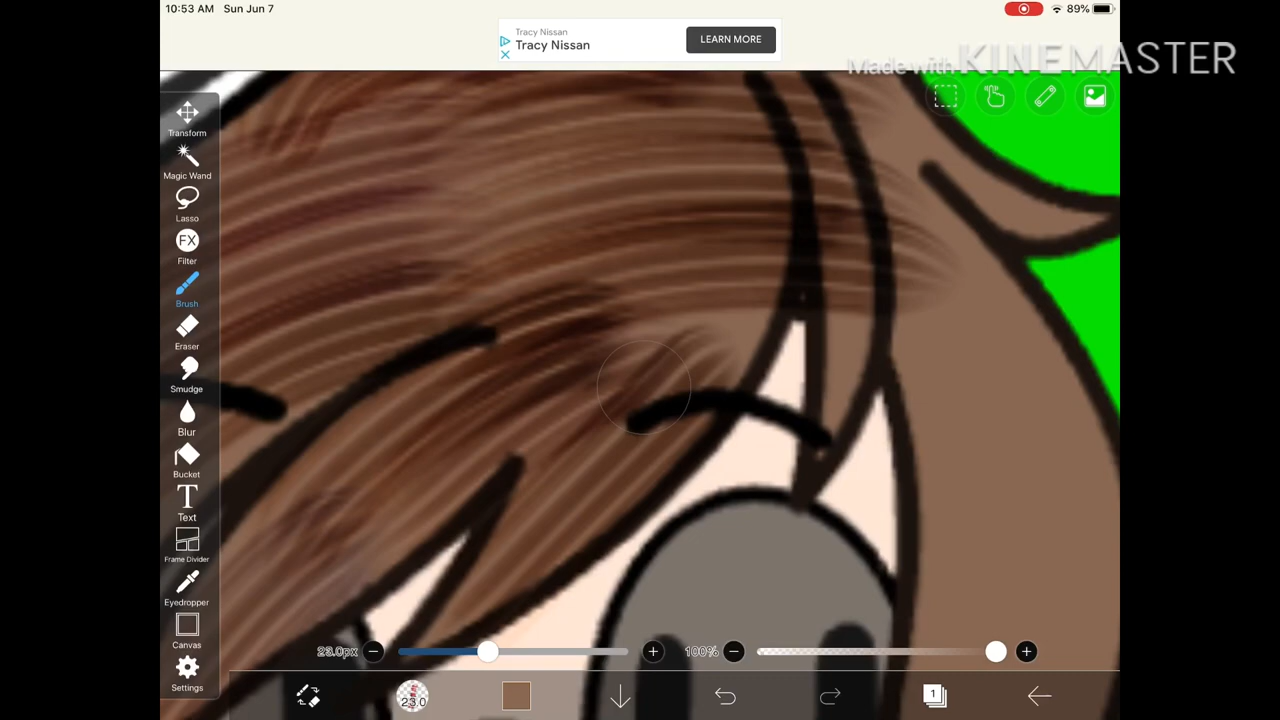 10:53 AM Sun Jun 7
89%
Tracy Nissan
Tracy Nissan
LEARN MORE
Made with KINEMASTER
Transform
Magic Wand
Lasso
FX
Filter
Brush
Eraser
Smudge
Blur
Bucket
T
Text
Frame Divider
Eyedropper
Canvas
Settings
23.0px
100%
23.0
1